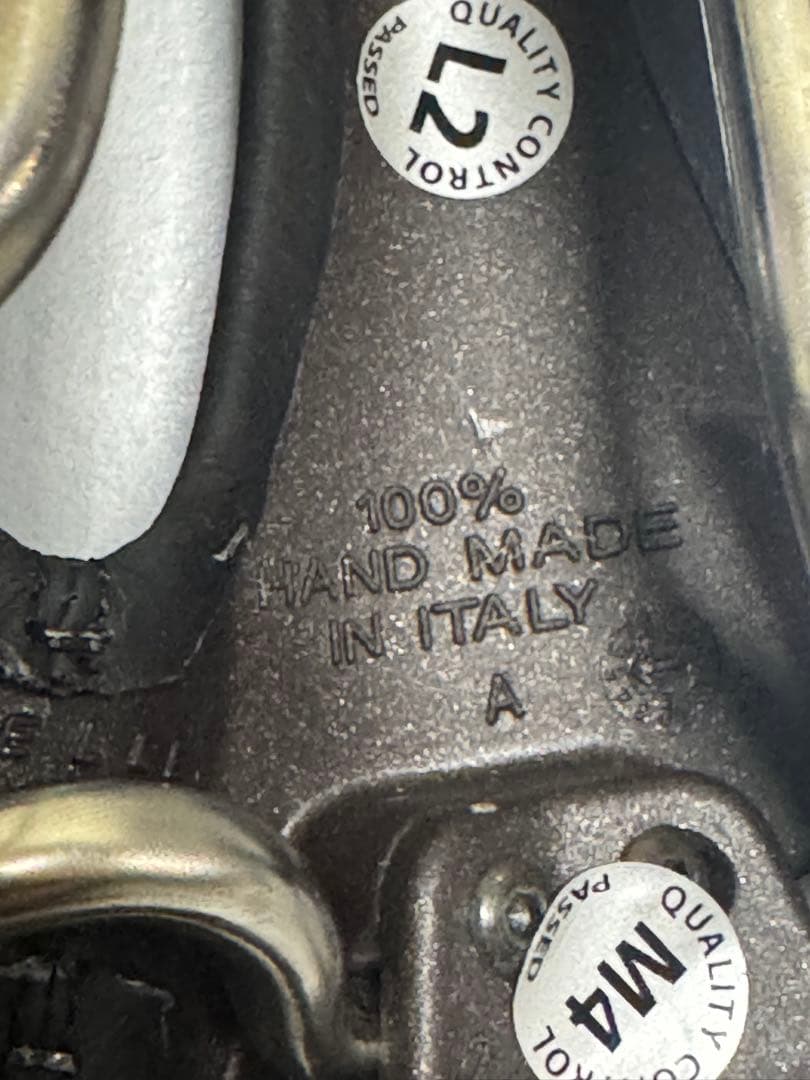 QUALITY CONTROL
PASSED
L2
100%
HAND MADE
IN ITALY
A
QUALITY CONTROL
PASSED
M4